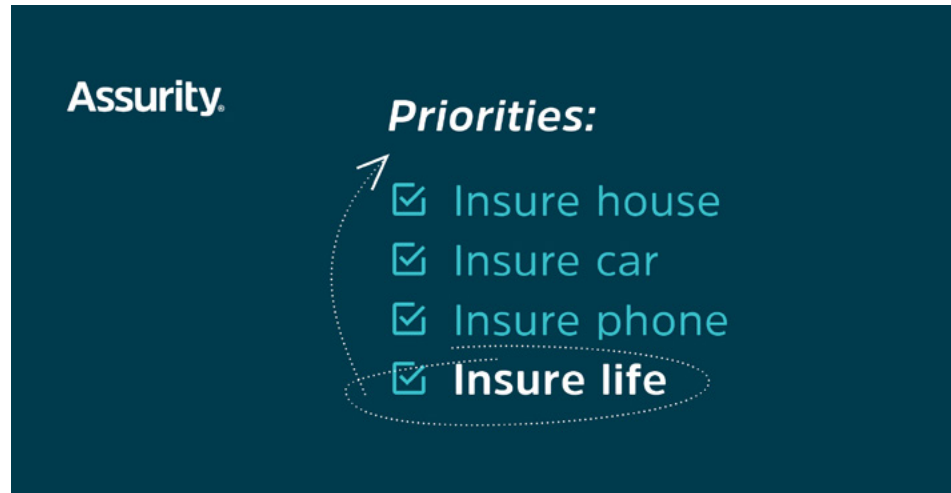 Assurity®
Priorities:
Insure house
Insure car
Insure phone
Insure life